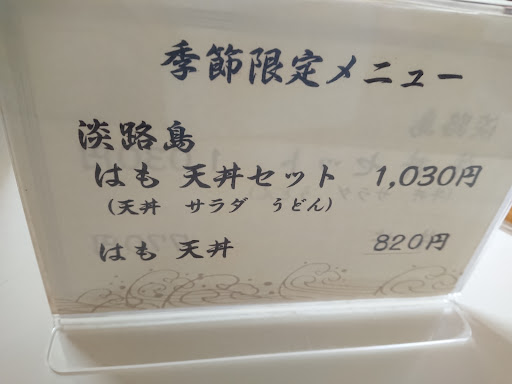 季節限定メニュー
淡路島
はも 天丼セット 1,030円
(天丼 サラダ うどん)
はも 天丼 820円